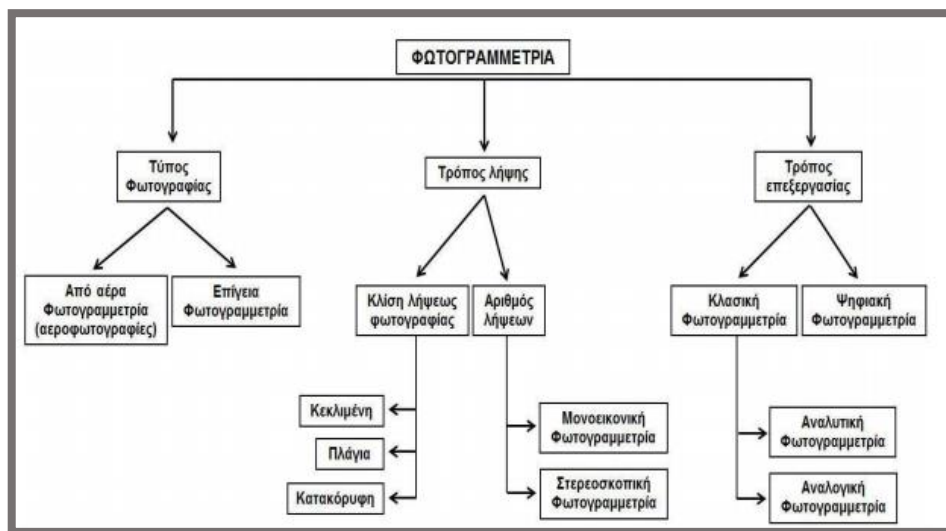 ΦΩΤΟΓΡΑΜΜΕΤΡΙΑ
Τύπος
Φωτογραφίας
Τρόπος λήψης
Τρόπος
επεξεργασίας
Από αέρα
Φωτογραμμετρία
(αεροφωτογραφίες)
Επίγεια
Φωτογραμμετρία
Κλίση λήψεως
φωτογραφίας
Αριθμός
λήψεων
Κλασική
Φωτογραμμετρία
Ψηφιακή
Φωτογραμμετρία
Κεκλιμένη
Πλάγια
Κατακόρυφη
Μονοεικονική
Φωτογραμμετρία
Στερεοσκοπική
Φωτογραμμετρία
Αναλυτική
Φωτογραμμετρία
Αναλογική
Φωτογραμμετρία